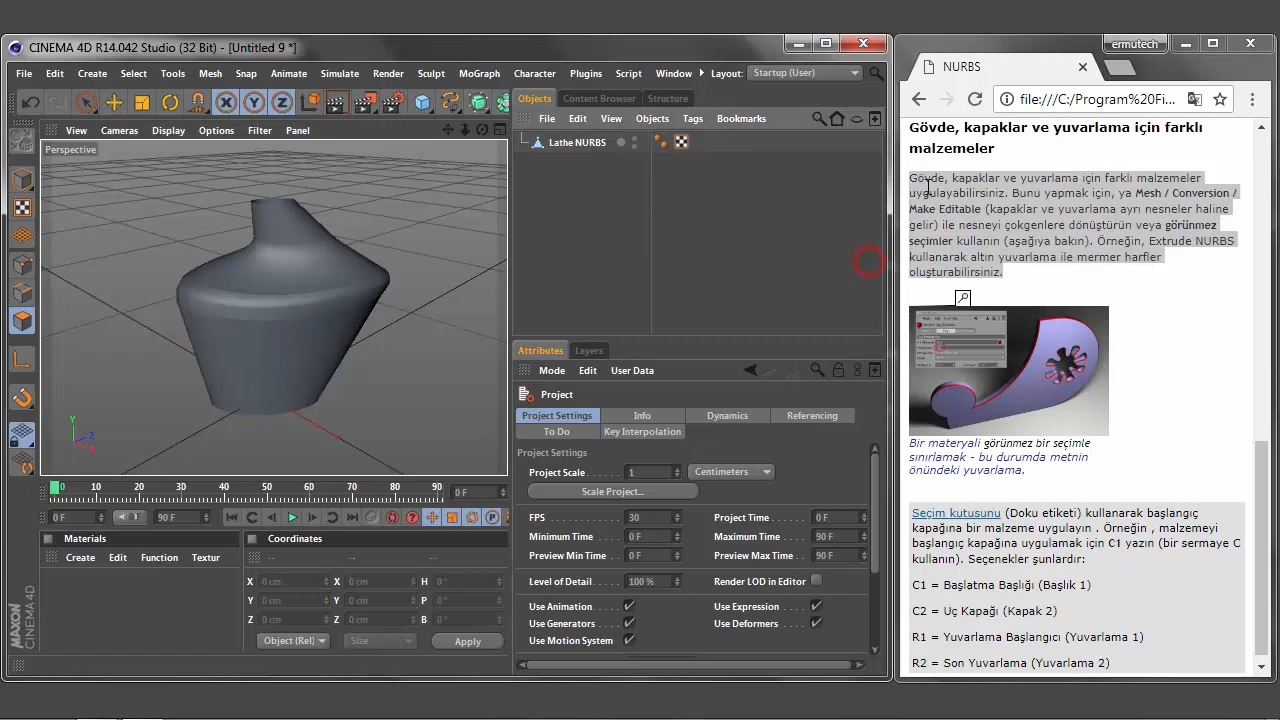 CINEMA 4D R14.042 Studio (32 Bit) - [Untitled 9 *]
File Edit Create Select Tools Mesh Snap Animate Simulate Render Sculpt MoGraph Character Plugins Script Window Layout: Startup (User)
X Y Z
Objects Content Browser Structure
View Cameras Display Options Filter Panel
File Edit View Objects Tags Bookmarks
Perspective
Lathe NURBS
Y
Z
X
Attributes Layers
Mode Edit User Data
Project
Project Settings Info Dynamics Referencing
To Do Key Interpolation
Project Settings
Project Scale 1 Centimeters
Scale Project...
FPS 30 Project Time 0 F
Minimum Time 0 F Maximum Time 90 F
Preview Min Time 0 F Preview Max Time 90 F
Level of Detail 100 % Render LOD in Editor
Use Animation Use Expression
Use Generators Use Deformers
Use Motion System
0 10 20 30 40 50 60 70 80 90 0 F
0 F 90 F
Materials
Create Edit Function Textur
Coordinates
-- -- --
X 0 cm X 0 cm H 0 °
Y 0 cm Y 0 cm P 0 °
Z 0 cm Z 0 cm B 0 °
Object (Rel) Size Apply
MAXON
CINEMA 4D
ermutech
NURBS
file:///C:/Program%20Fi...
Gövde, kapaklar ve yuvarlama için farklı
malzemeler
Gövde, kapaklar ve yuvarlama için farklı malzemeler
uygulayabilirsiniz. Bunu yapmak için, ya Mesh / Conversion /
Make Editable (kapaklar ve yuvarlama ayrı nesneler haline
gelir) ile nesneyi çokgenlere dönüştürün veya görünmez
seçimler kullanın (aşağıya bakın). Örneğin, Extrude NURBS
kullanarak altın yuvarlama ile mermer harfler
oluşturabilirsiniz.
Bir materyali görünmez bir seçimle
sınırlamak - bu durumda metnin
önündeki yuvarlama.
Seçim kutusunu (Doku etiketi) kullanarak başlangıç
kapağına bir malzeme uygulayın . Örneğin , malzemeyi
başlangıç kapağına uygulamak için C1 yazın (bir sermaye C
kullanın). Seçenekler şunlardır:
C1 = Başlatma Başlığı (Başlık 1)
C2 = Uç Kapağı (Kapak 2)
R1 = Yuvarlama Başlangıcı (Yuvarlama 1)
R2 = Son Yuvarlama (Yuvarlama 2)